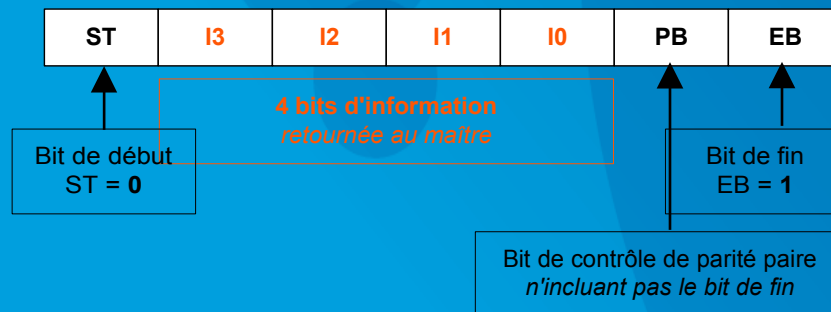 ST I3 I2 I1 I0 PB EB
4 bits d'information
retournée au maître
Bit de début
ST = 0
Bit de fin
EB = 1
Bit de contrôle de parité paire
n'incluant pas le bit de fin